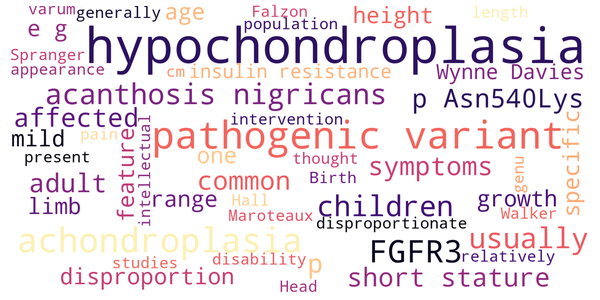 varum generally age Falzon height length
e g population
hypochondroplasia
Spranger
appearance cm insulin resistance Wynne Davies
acanthosis nigricans p Asn540Lys
affected intervention
mild pathogenic variant specific
present pain
features intellectual one thought symptoms genu
adult common Birth
limb range Hall children growth
Maroteaux Walker
disproportionate
achondroplasia FGFR3 usually
studies disability relatively
disproportion p short stature
Head